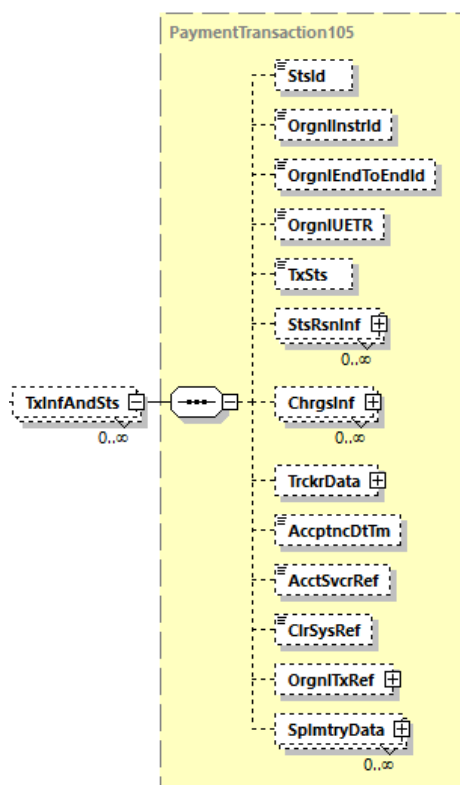 PaymentTransaction105
StsId
OrgnlInstrId
OrgnlEndToEndId
OrgnlUETR
TxSts
StsRsnInf
0..∞
TxInfAndSts
0..∞
ChrgsInf
0..∞
TrckrData
AccptncDtTm
AcctSvcrRef
ClrSysRef
OrgnlTxRef
SplmtryData
0..∞